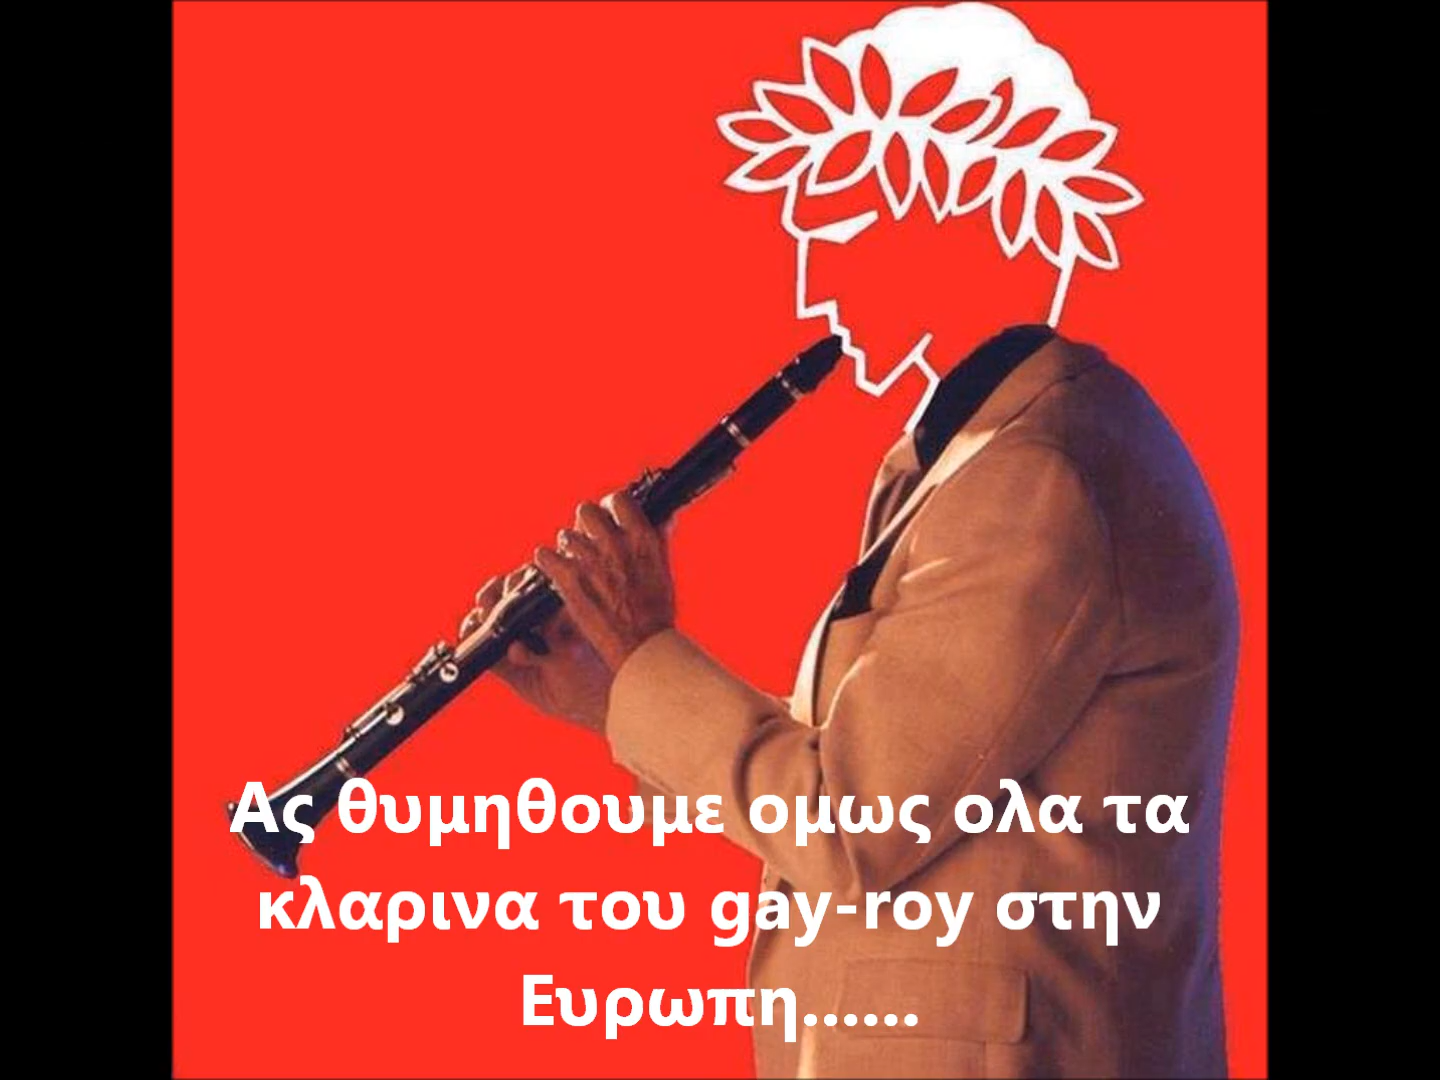 Ας θυμηθουμε ομως ολα τα
κλαρινα του gay-roy στην
Ευρωπη......